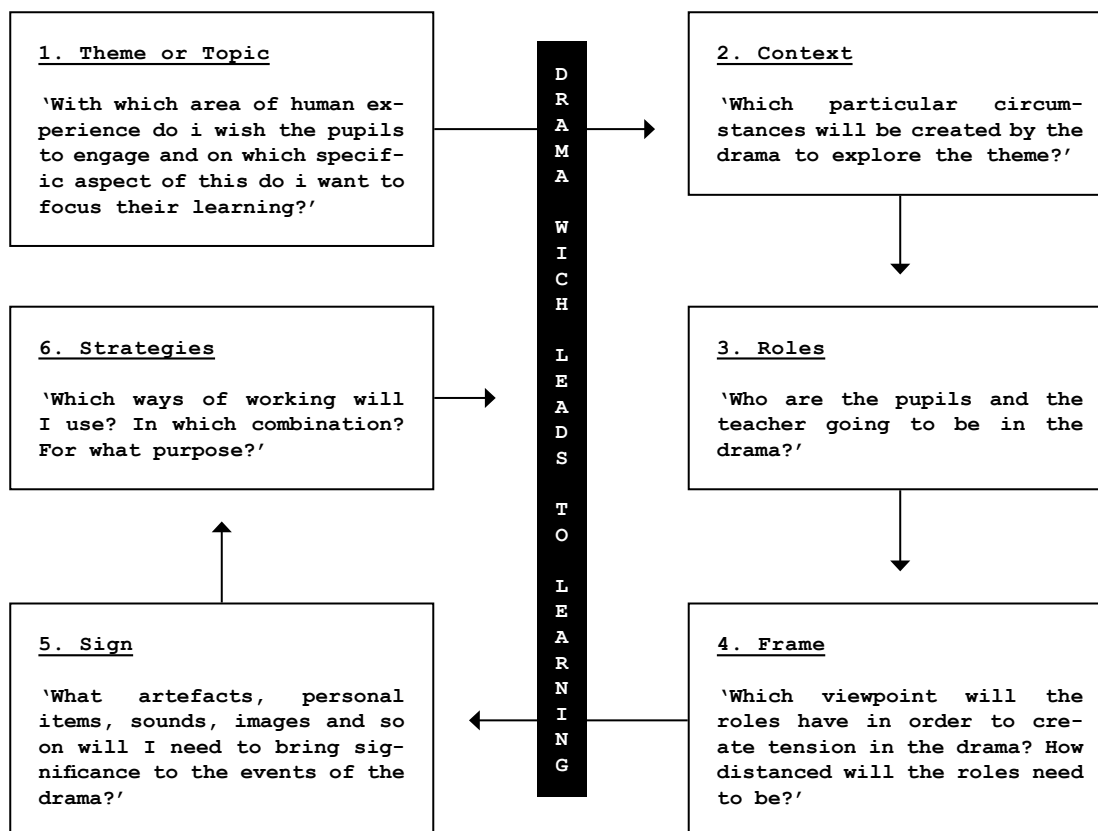 1. Theme or Topic
‘With which area of human ex-
perience do i wish the pupils
to engage and on which specif-
ic aspect of this do i want to
focus their learning?’
DRAMA WICH LEADS TO LEARNING
2. Context
‘Which particular circum-
stances will be created by the
drama to explore the theme?’
3. Roles
‘Who are the pupils and the
teacher going to be in the
drama?’
4. Frame
‘Which viewpoint will the
roles have in order to cre-
ate tension in the drama? How
distanced will the roles need
to be?’
5. Sign
‘What artefacts, personal
items, sounds, images and so
on will I need to bring sig-
nificance to the events of the
drama?’
6. Strategies
‘Which ways of working will
I use? In which combination?
For what purpose?’